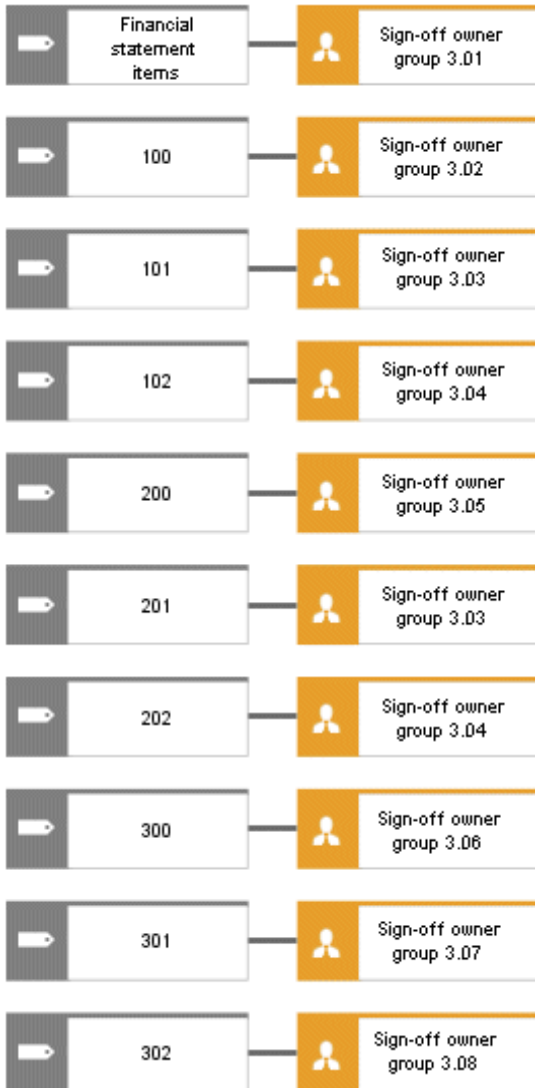 Financial
statement
items
Sign-off owner
group 3.01
100
Sign-off owner
group 3.02
101
Sign-off owner
group 3.03
102
Sign-off owner
group 3.04
200
Sign-off owner
group 3.05
201
Sign-off owner
group 3.03
202
Sign-off owner
group 3.04
300
Sign-off owner
group 3.06
301
Sign-off owner
group 3.07
302
Sign-off owner
group 3.08